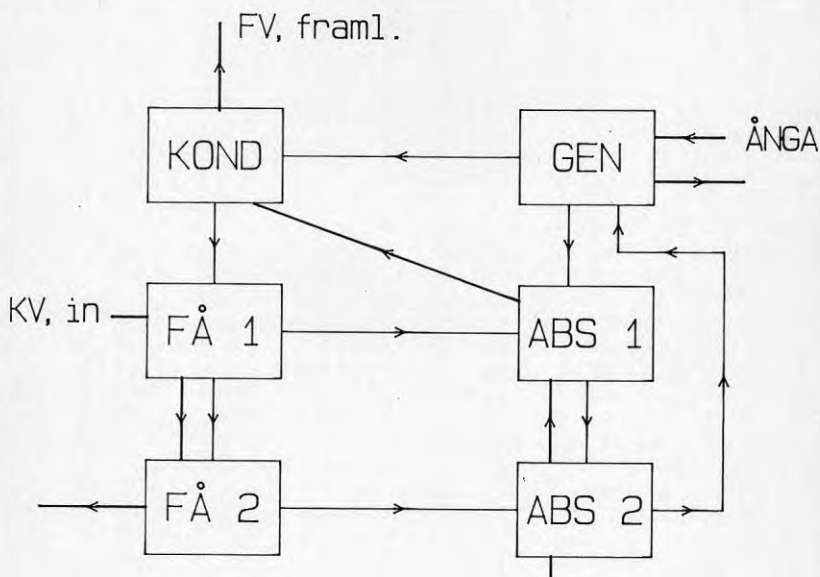 FV, framl.
KOND
GEN
ÅNGA
KV, in
FÅ 1
ABS 1
FÅ 2
ABS 2